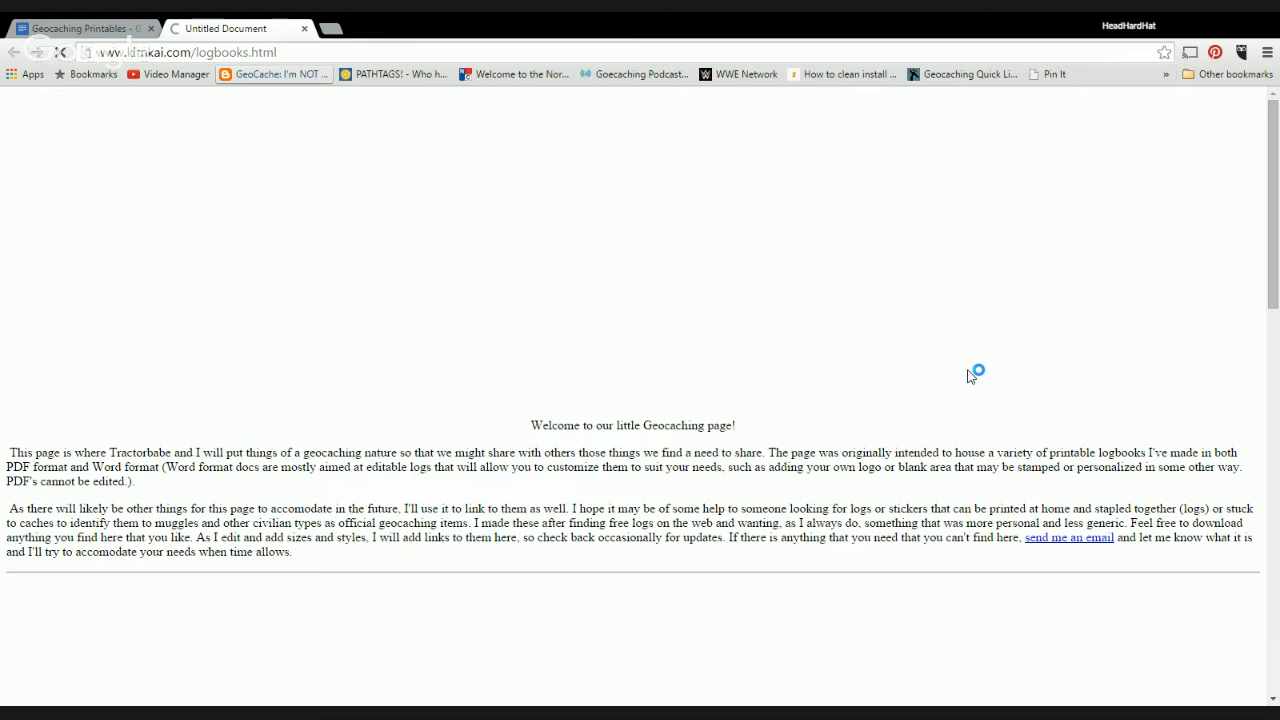 Geocaching Printables - G
Untitled Document
HeadHardHat
www.kimkai.com/logbooks.html
Apps
Bookmarks
Video Manager
GeoCache: I'm NOT ...
PATHTAGS! - Who h...
Welcome to the Nor...
Goecaching Podcast...
WWE Network
How to clean install ...
Geocaching Quick Li...
Pin It
»
Other bookmarks
Welcome to our little Geocaching page!
This page is where Tractorbabe and I will put things of a geocaching nature so that we might share with others those things we find a need to share. The page was originally intended to house a variety of printable logbooks I've made in both
PDF format and Word format (Word format docs are mostly aimed at editable logs that will allow you to customize them to suit your needs, such as adding your own logo or blank area that may be stamped or personalized in some other way.
PDF's cannot be edited.).
As there will likely be other things for this page to accomodate in the future, I'll use it to link to them as well. I hope it may be of some help to someone looking for logs or stickers that can be printed at home and stapled together (logs) or stuck
to caches to identify them to muggles and other civilian types as official geocaching items. I made these after finding free logs on the web and wanting, as I always do, something that was more personal and less generic. Feel free to download
anything you find here that you like. As I edit and add sizes and styles, I will add links to them here, so check back occasionally for updates. If there is anything that you need that you can't find here, send me an email and let me know what it is
and I'll try to accomodate your needs when time allows.